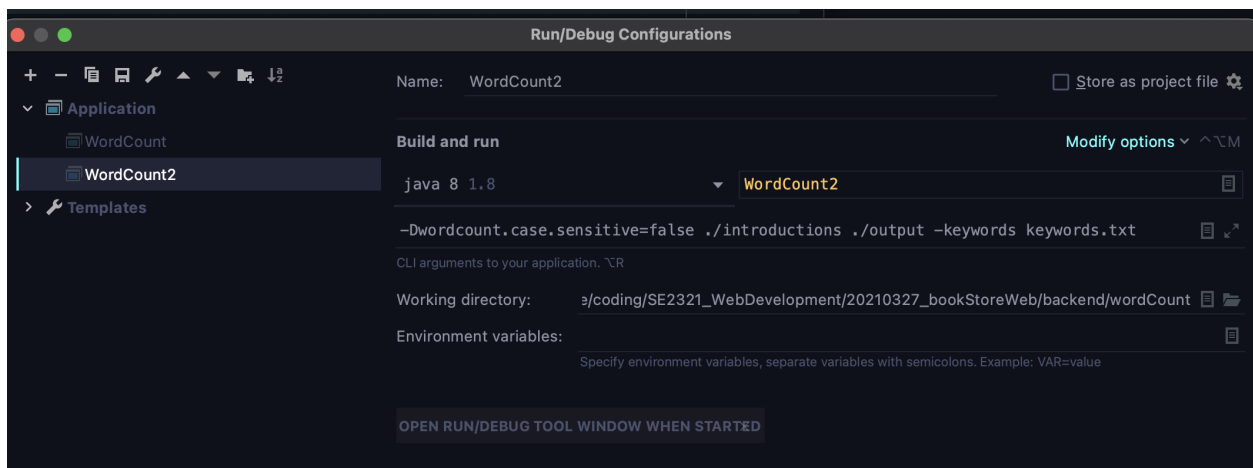 Run/Debug Configurations
Name: WordCount2 Store as project file
Application
WordCount
Build and run Modify options ⌃⌥M
WordCount2
java 8 1.8 WordCount2
Templates
-Dwordcount.case.sensitive=false ./introductions ./output -keywords keywords.txt
CLI arguments to your application. ⌥R
Working directory: e/coding/SE2321_WebDevelopment/20210327_bookStoreWeb/backend/wordCount
Environment variables:
Specify environment variables, separate variables with semicolons. Example: VAR=value
OPEN RUN/DEBUG TOOL WINDOW WHEN STARTED